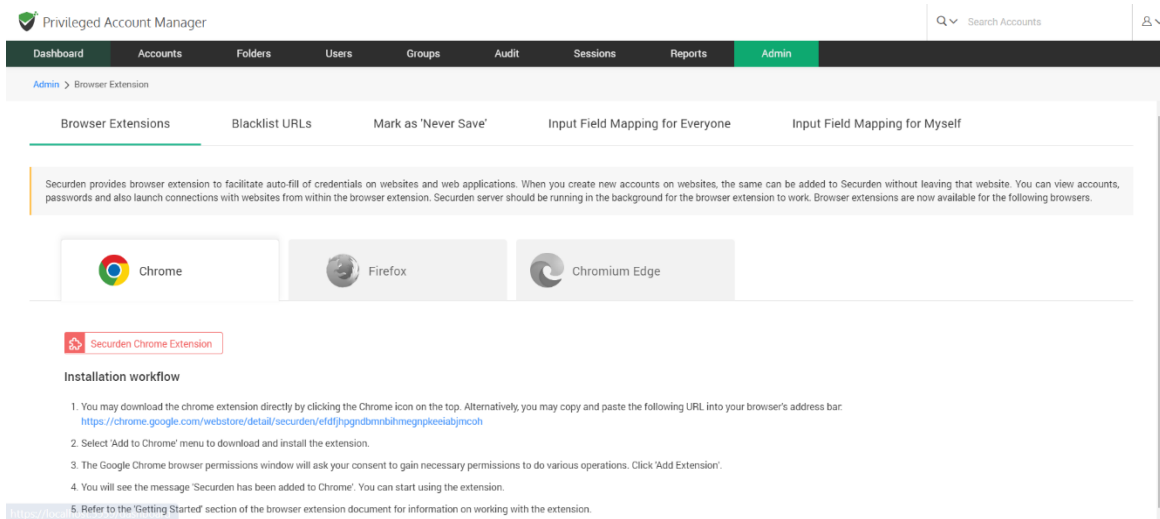 Privileged Account Manager
Search Accounts
Dashboard Accounts Folders Users Groups Audit Sessions Reports Admin
Admin > Browser Extension
Browser Extensions Blacklist URLs Mark as 'Never Save' Input Field Mapping for Everyone Input Field Mapping for Myself
Securden provides browser extension to facilitate auto-fill of credentials on websites and web applications. When you create new accounts on websites, the same can be added to Securden without leaving that website. You can view accounts,
passwords and also launch connections with websites from within the browser extension. Securden server should be running in the background for the browser extension to work. Browser extensions are now available for the following browsers.
Chrome Firefox Chromium Edge
Securden Chrome Extension
Installation workflow
1. You may download the chrome extension directly by clicking the Chrome icon on the top. Alternatively, you may copy and paste the following URL into your browser's address bar.
https://chrome.google.com/webstore/detail/securden/efdfjhpgndbmnbihmegnpkeeiabjmcoh
2. Select 'Add to Chrome' menu to download and install the extension.
3. The Google Chrome browser permissions window will ask your consent to gain necessary permissions to do various operations. Click 'Add Extension'.
4. You will see the message 'Securden has been added to Chrome'. You can start using the extension.
5. Refer to the 'Getting Started' section of the browser extension document for information on working with the extension.